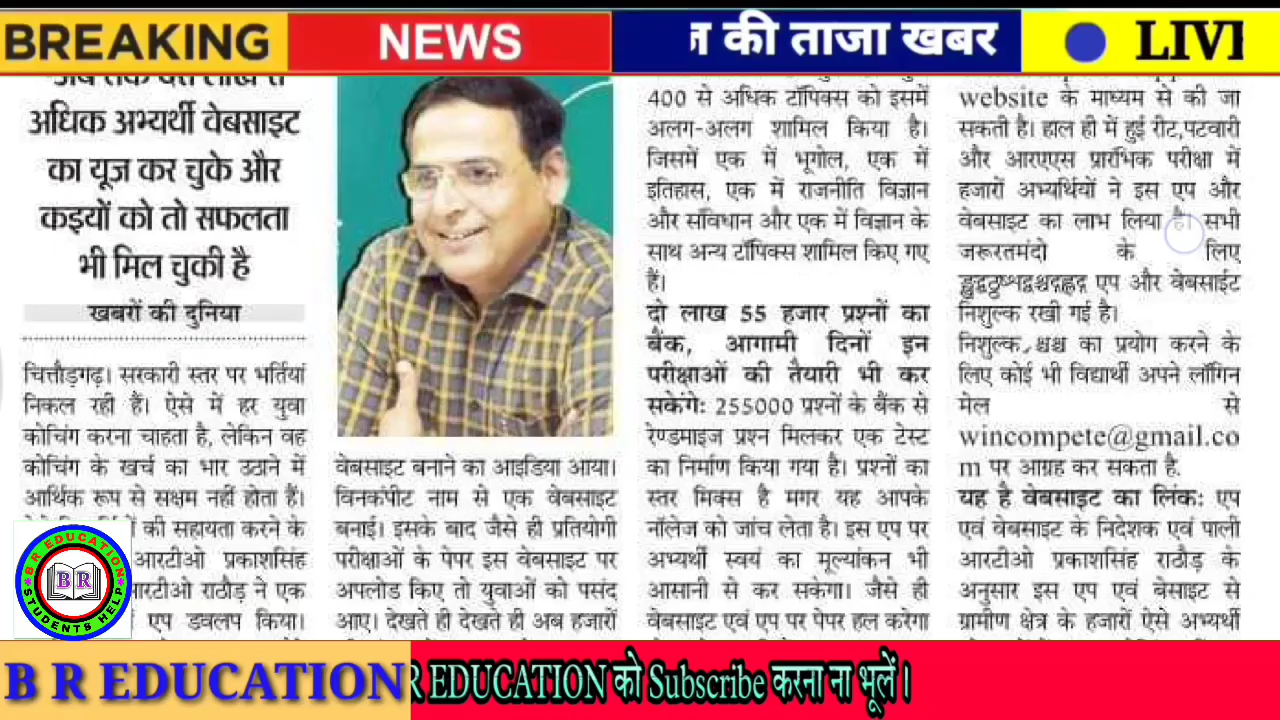 BREAKING NEWS
की ताजा खबर
LIVE
अधिक अभ्यर्थी वेबसाइट
का यूज कर चुके और
कइयों को तो सफलता
भी मिल चुकी है
खबरों की दुनिया
चित्तौड़गढ़। सरकारी स्तर पर भर्तियां
निकल रही हैं। ऐसे में हर युवा
कोचिंग करना चाहता है, लेकिन वह
कोचिंग के खर्च का भार उठाने में
आर्थिक रूप से सक्षम नहीं होता हैं।
की सहायता करने के
आरटीओ प्रकाशसिंह
आरटीओ राठौड़ ने एक
एप डवलप किया।
वेबसाइट बनाने का आइडिया आया।
विनकंपीट नाम से एक वेबसाइट
बनाई। इसके बाद जैसे ही प्रतियोगी
परीक्षाओं के पेपर इस वेबसाइट पर
अपलोड किए तो युवाओं को पसंद
आए। देखते ही देखते ही अब हजारों
400 से अधिक टॉपिक्स को इसमें
अलग-अलग शामिल किया है।
जिसमें एक में भूगोल, एक में
इतिहास, एक में राजनीति विज्ञान
और संविधान और एक में विज्ञान के
साथ अन्य टॉपिक्स शामिल किए गए
हैं।
दो लाख 55 हजार प्रश्नों का
बैंक, आगामी दिनों इन
परीक्षाओं की तैयारी भी कर
सकेंगे: 255000 प्रश्नों के बैंक से
रेण्डमाइज प्रश्न मिलकर एक टेस्ट
का निर्माण किया गया है। प्रश्नों का
स्तर मिक्स है मगर यह आपके
नॉलेज को जांच लेता है। इस एप पर
अभ्यर्थी स्वयं का मूल्यांकन भी
आसानी से कर सकेगा। जैसे ही
वेबसाइट एवं एप पर पेपर हल करेगा
website के माध्यम से की जा
सकती है। हाल ही में हुई रीट,पटवारी
और आरएएस प्रारंभिक परीक्षा में
हजारों अभ्यर्थियों ने इस एप और
वेबसाइट का लाभ लिया है। सभी
जरूरतमंदो के लिए
एप और वेबसाईट
निशुल्क रखी गई है।
निशुल्क का प्रयोग करने के
लिए कोई भी विद्यार्थी अपने लॉगिन
मेल से
wincompete@gmail.co
m पर आग्रह कर सकता है.
यह है वेबसाइट का लिंक: एप
एवं वेबसाइट के निदेशक एवं पाली
आरटीओ प्रकाशसिंह राठौड़ के
अनुसार इस एप एवं बेसाइट से
ग्रामीण क्षेत्र के हजारों ऐसे अभ्यर्थी
B R EDUCATION
BR
STUDENTS HELP
B R EDUCATION
R EDUCATION को Subscribe करना ना भूलें।